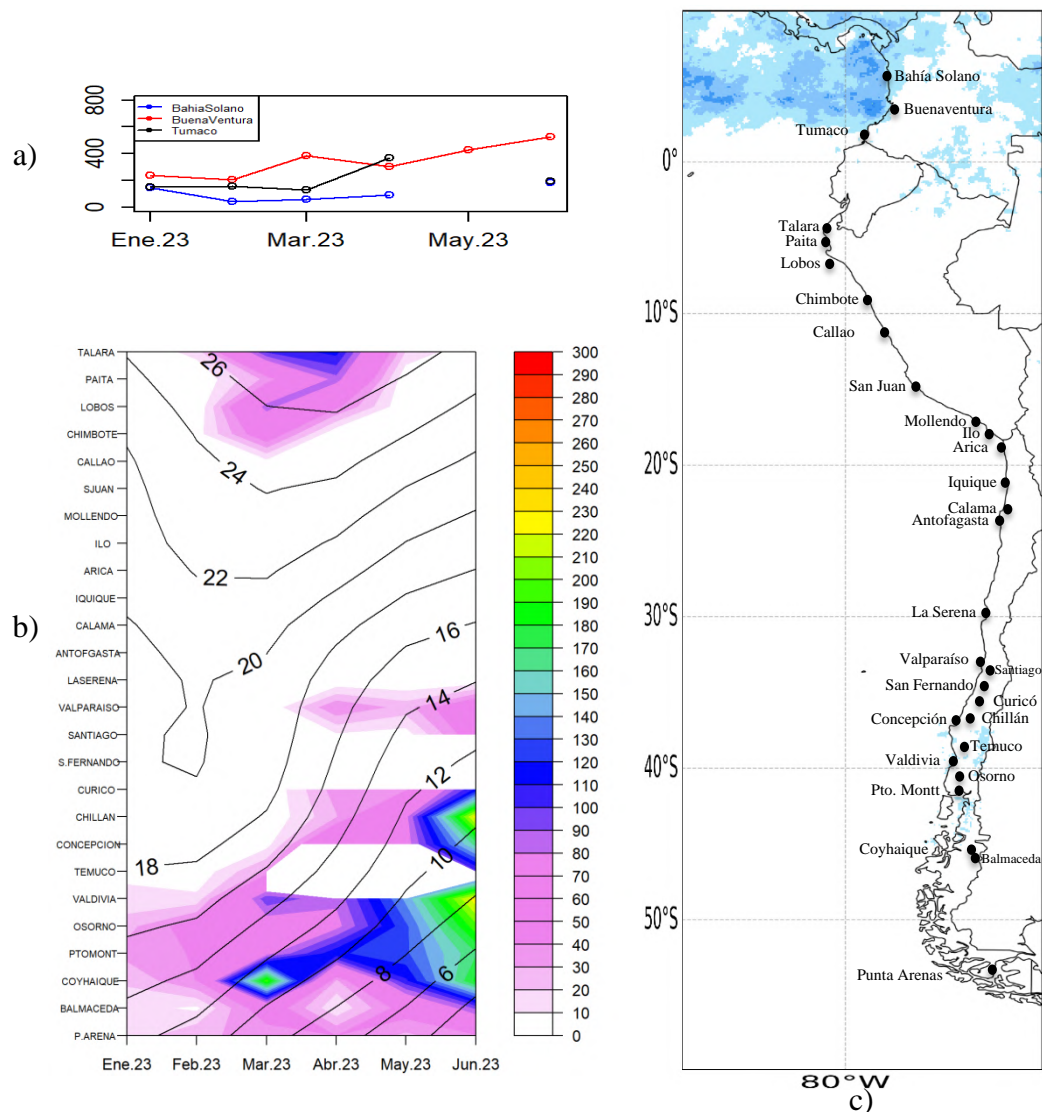 a)
800
400
0
BahiaSolano
BuenaVentura
Tumaco
Ene.23
Mar.23
May.23
b)
TALARA
PAITA
LOBOS
CHIMBOTE
CALLAO
SJUAN
MOLLENDO
ILO
ARICA
IQUIQUE
CALAMA
ANTOFGASTA
LASERENA
VALPARAISO
SANTIAGO
S.FERNANDO
CURICO
CHILLAN
CONCEPCION
TEMUCO
VALDIVIA
OSORNO
PTOMONT
COYHAIQUE
BALMACEDA
P.ARENA
26
24
22
20
18
16
14
12
10
8
6
Ene.23
Feb.23
Mar.23
Abr.23
May.23
Jun.23
300
290
280
270
260
250
240
230
220
210
200
190
180
170
160
150
140
130
120
110
100
90
80
70
60
50
40
30
20
10
0
Bahía Solano
Buenaventura
Tumaco
0°
Talara
Paita
Lobos
Chimbote
10°S
Callao
San Juan
Mollendo
Ilo
Arica
20°S
Iquique
Calama
Antofagasta
La Serena
30°S
Valparaíso
Santiago
San Fernando
Curicó
Concepción
Chillán
Temuco
Valdivia
40°S
Osorno
Pto. Montt
Coyhaique
Balmaceda
50°S
Punta Arenas
80°W
c)